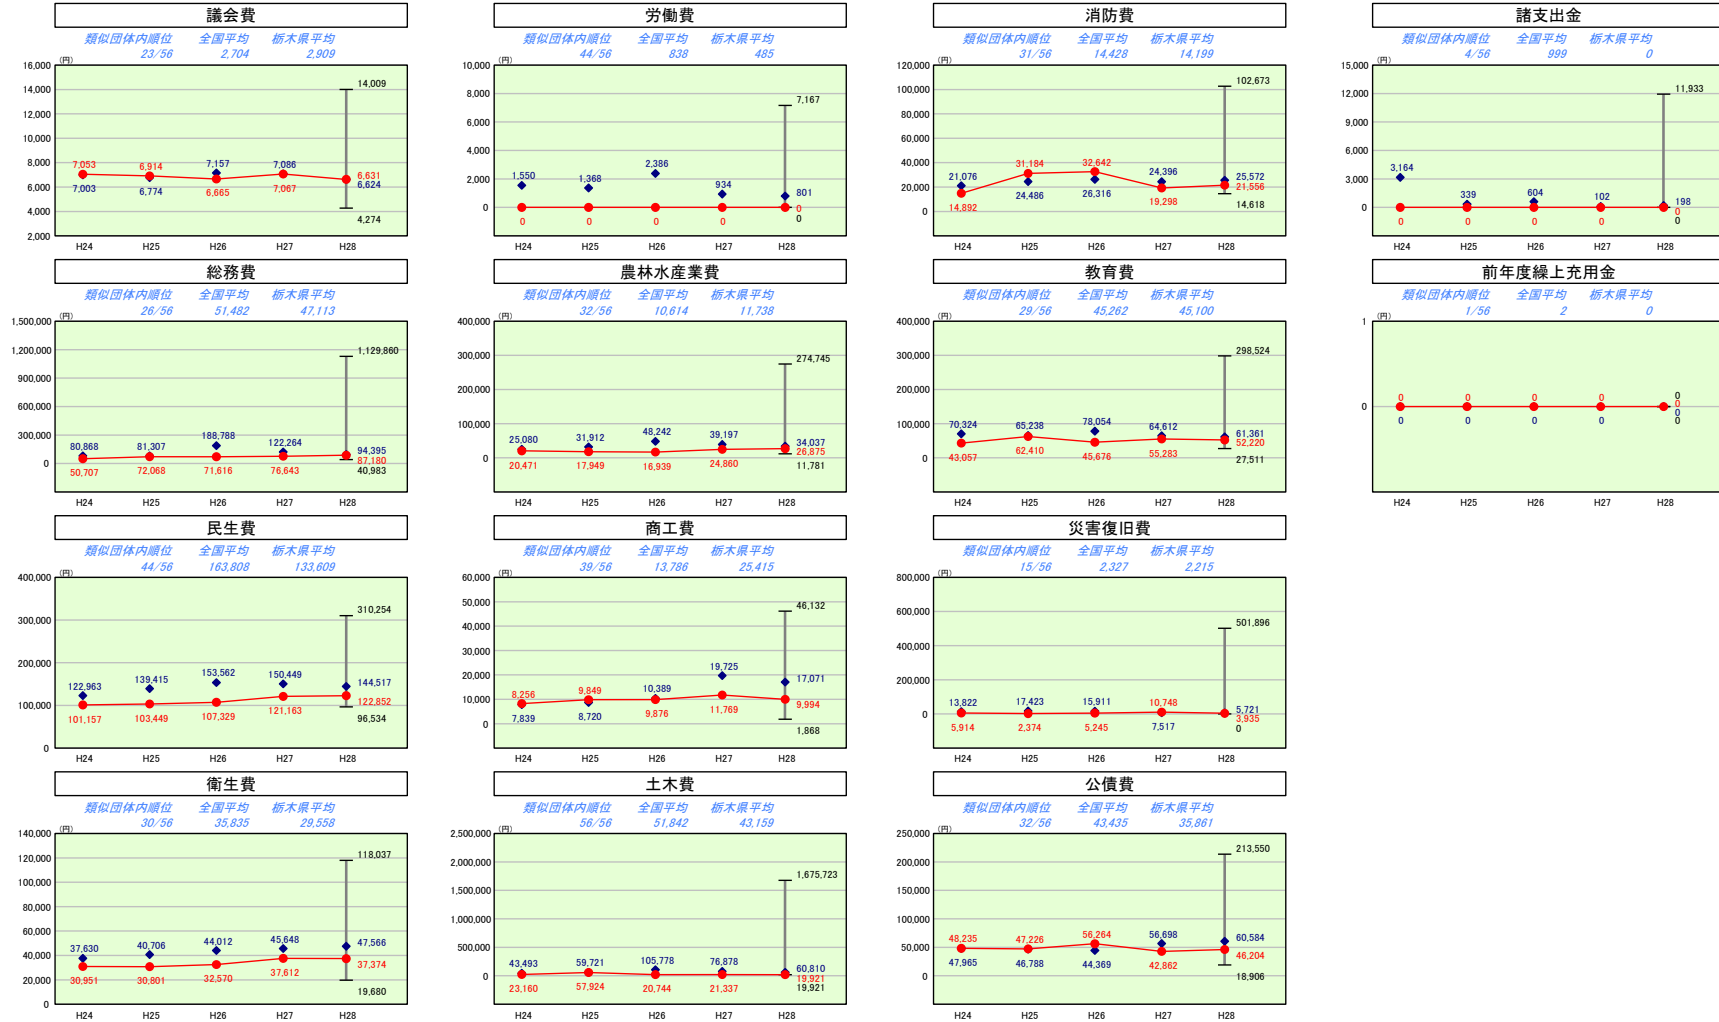 議会費
類似団体内順位 全国平均 栃木県平均
23/56 2,704 2,909
(円)
16,000
14,000
12,000
10,000
8,000
6,000
4,000
2,000
14,009
7,053 6,914 7,157 7,086 6,631
7,003 6,774 6,665 7,067 6,624
4,274
H24 H25 H26 H27 H28
労働費
類似団体内順位 全国平均 栃木県平均
44/56 838 485
(円)
10,000
8,000
6,000
4,000
2,000
0
7,167
1,550 1,368 2,386 934 801
0 0 0 0 0
0
H24 H25 H26 H27 H28
消防費
類似団体内順位 全国平均 栃木県平均
31/56 14,428 14,199
(円)
120,000
100,000
80,000
60,000
40,000
20,000
0
102,673
21,076 31,184 32,642 24,396 25,572
14,892 24,486 26,316 19,298 21,556
14,618
H24 H25 H26 H27 H28
諸支出金
類似団体内順位 全国平均 栃木県平均
4/56 999 0
(円)
15,000
12,000
9,000
6,000
3,000
0
11,933
3,164 339 604 102 198
0 0 0 0 0
0
H24 H25 H26 H27 H28
総務費
類似団体内順位 全国平均 栃木県平均
26/56 51,482 47,113
(円)
1,500,000
1,200,000
900,000
600,000
300,000
0
1,129,860
80,868 81,307 188,788 122,264 94,395
50,707 72,068 71,616 76,643 87,180
40,983
H24 H25 H26 H27 H28
農林水産業費
類似団体内順位 全国平均 栃木県平均
32/56 10,614 11,738
(円)
400,000
300,000
200,000
100,000
0
274,745
25,080 31,912 48,242 39,197 34,037
20,471 17,949 16,939 24,860 26,875
11,781
H24 H25 H26 H27 H28
教育費
類似団体内順位 全国平均 栃木県平均
29/56 45,262 45,100
(円)
400,000
300,000
200,000
100,000
0
298,524
70,324 65,238 78,054 64,612 61,361
43,057 62,410 45,676 55,283 52,220
27,511
H24 H25 H26 H27 H28
前年度繰上充用金
類似団体内順位 全国平均 栃木県平均
1/56 2 0
(円)
1
0
0
0 0 0 0 0
0 0 0 0 0
H24 H25 H26 H27 H28
民生費
類似団体内順位 全国平均 栃木県平均
44/56 163,808 133,609
(円)
400,000
300,000
200,000
100,000
0
310,254
122,963 139,415 153,562 150,449 144,517
101,157 103,449 107,329 121,163 122,852
96,534
H24 H25 H26 H27 H28
商工費
類似団体内順位 全国平均 栃木県平均
39/56 13,786 25,415
(円)
60,000
50,000
40,000
30,000
20,000
10,000
0
46,132
8,256 9,849 10,389 19,725 17,071
7,839 8,720 9,876 11,769 9,994
1,868
H24 H25 H26 H27 H28
災害復旧費
類似団体内順位 全国平均 栃木県平均
15/56 2,327 2,215
(円)
800,000
600,000
400,000
200,000
0
501,896
13,822 17,423 15,911 10,748 5,721
5,914 2,374 5,245 7,517 3,935
0
H24 H25 H26 H27 H28
衛生費
類似団体内順位 全国平均 栃木県平均
30/56 35,835 29,558
(円)
140,000
120,000
100,000
80,000
60,000
40,000
20,000
0
118,037
37,630 40,706 44,012 45,648 47,566
30,951 30,801 32,570 37,612 37,374
19,680
H24 H25 H26 H27 H28
土木費
類似団体内順位 全国平均 栃木県平均
56/56 51,842 43,159
(円)
2,500,000
2,000,000
1,500,000
1,000,000
500,000
0
1,675,723
43,493 59,721 105,778 76,878 60,810
23,160 57,924 20,744 21,337 19,921
19,921
H24 H25 H26 H27 H28
公債費
類似団体内順位 全国平均 栃木県平均
32/56 43,435 35,861
(円)
250,000
200,000
150,000
100,000
50,000
0
213,550
48,235 47,226 56,264 56,698 60,584
47,965 46,788 44,369 42,862 46,204
18,906
H24 H25 H26 H27 H28